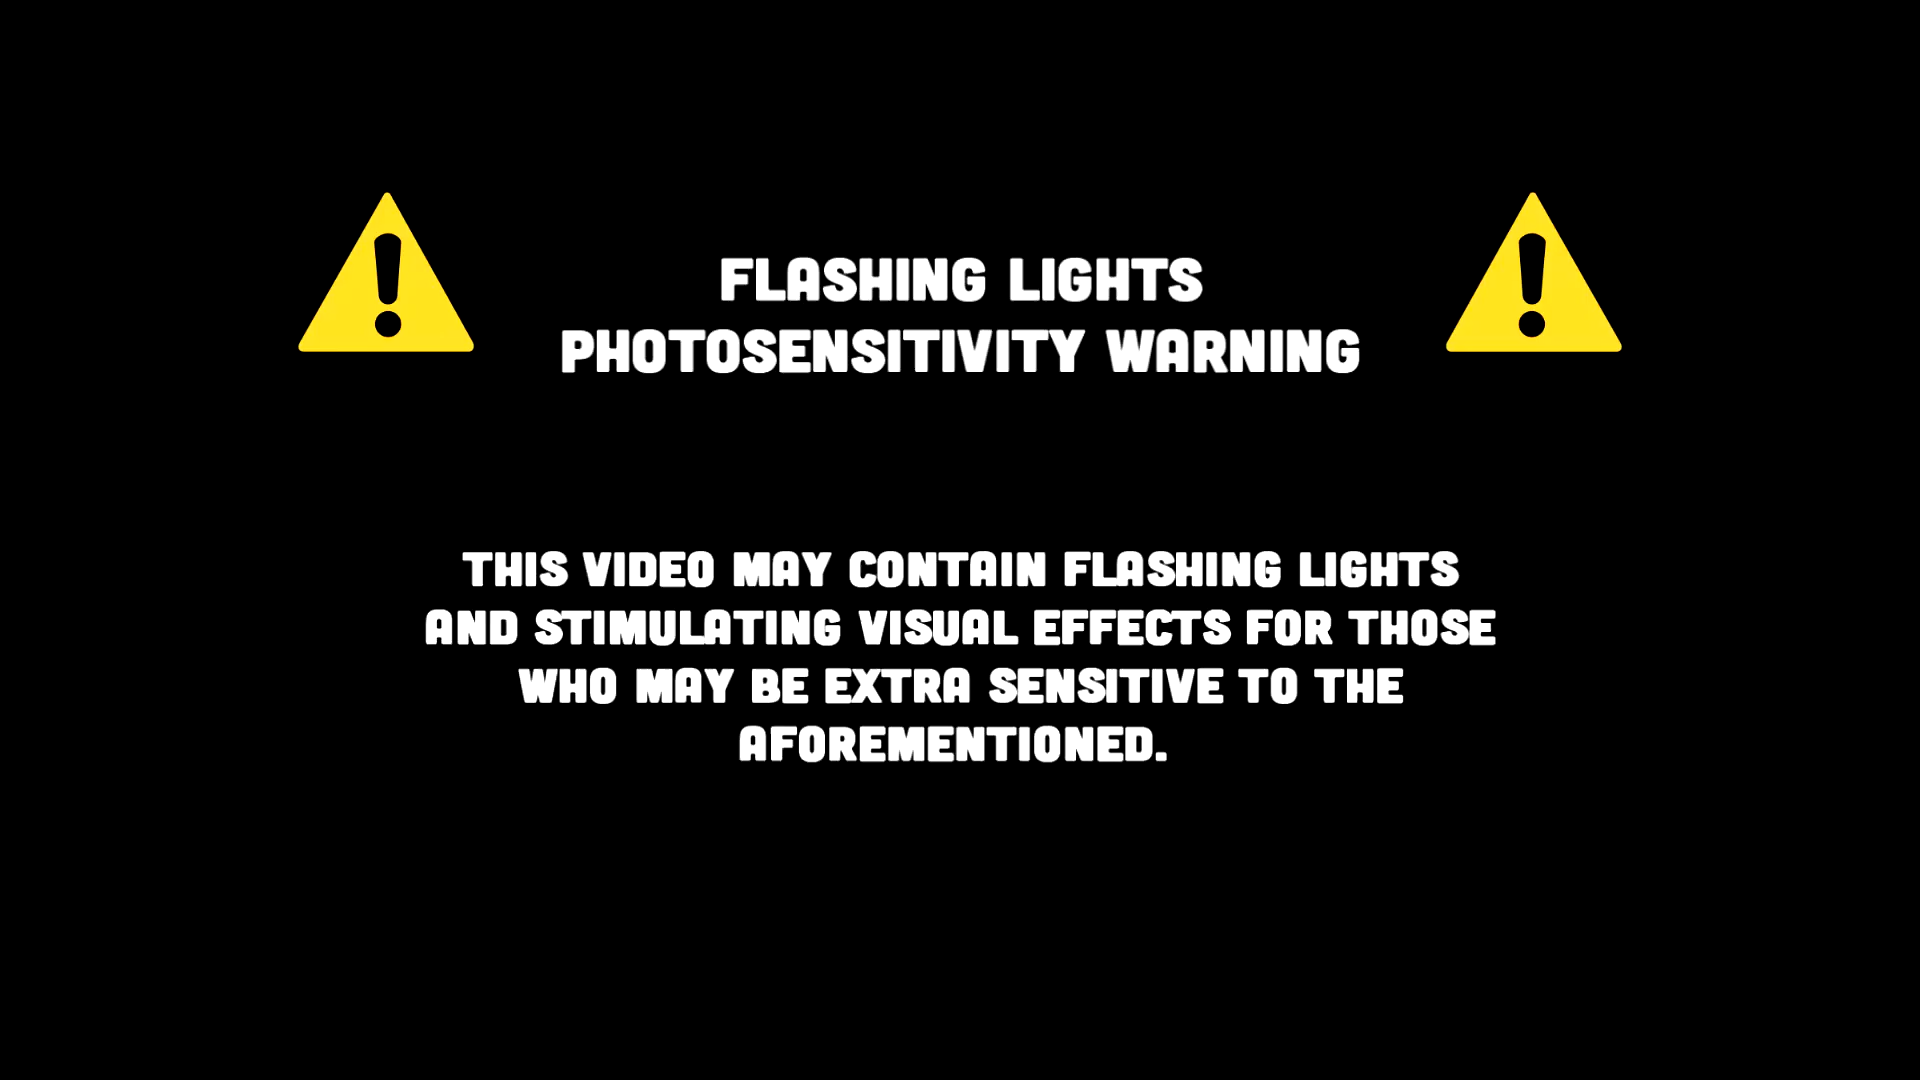 FLASHING LIGHTS
PHOTOSENSITIVITY WARNING
THIS VIDEO MAY CONTAIN FLASHING LIGHTS
AND STIMULATING VISUAL EFFECTS FOR THOSE
WHO MAY BE EXTRA SENSITIVE TO THE
AFOREMENTIONED.